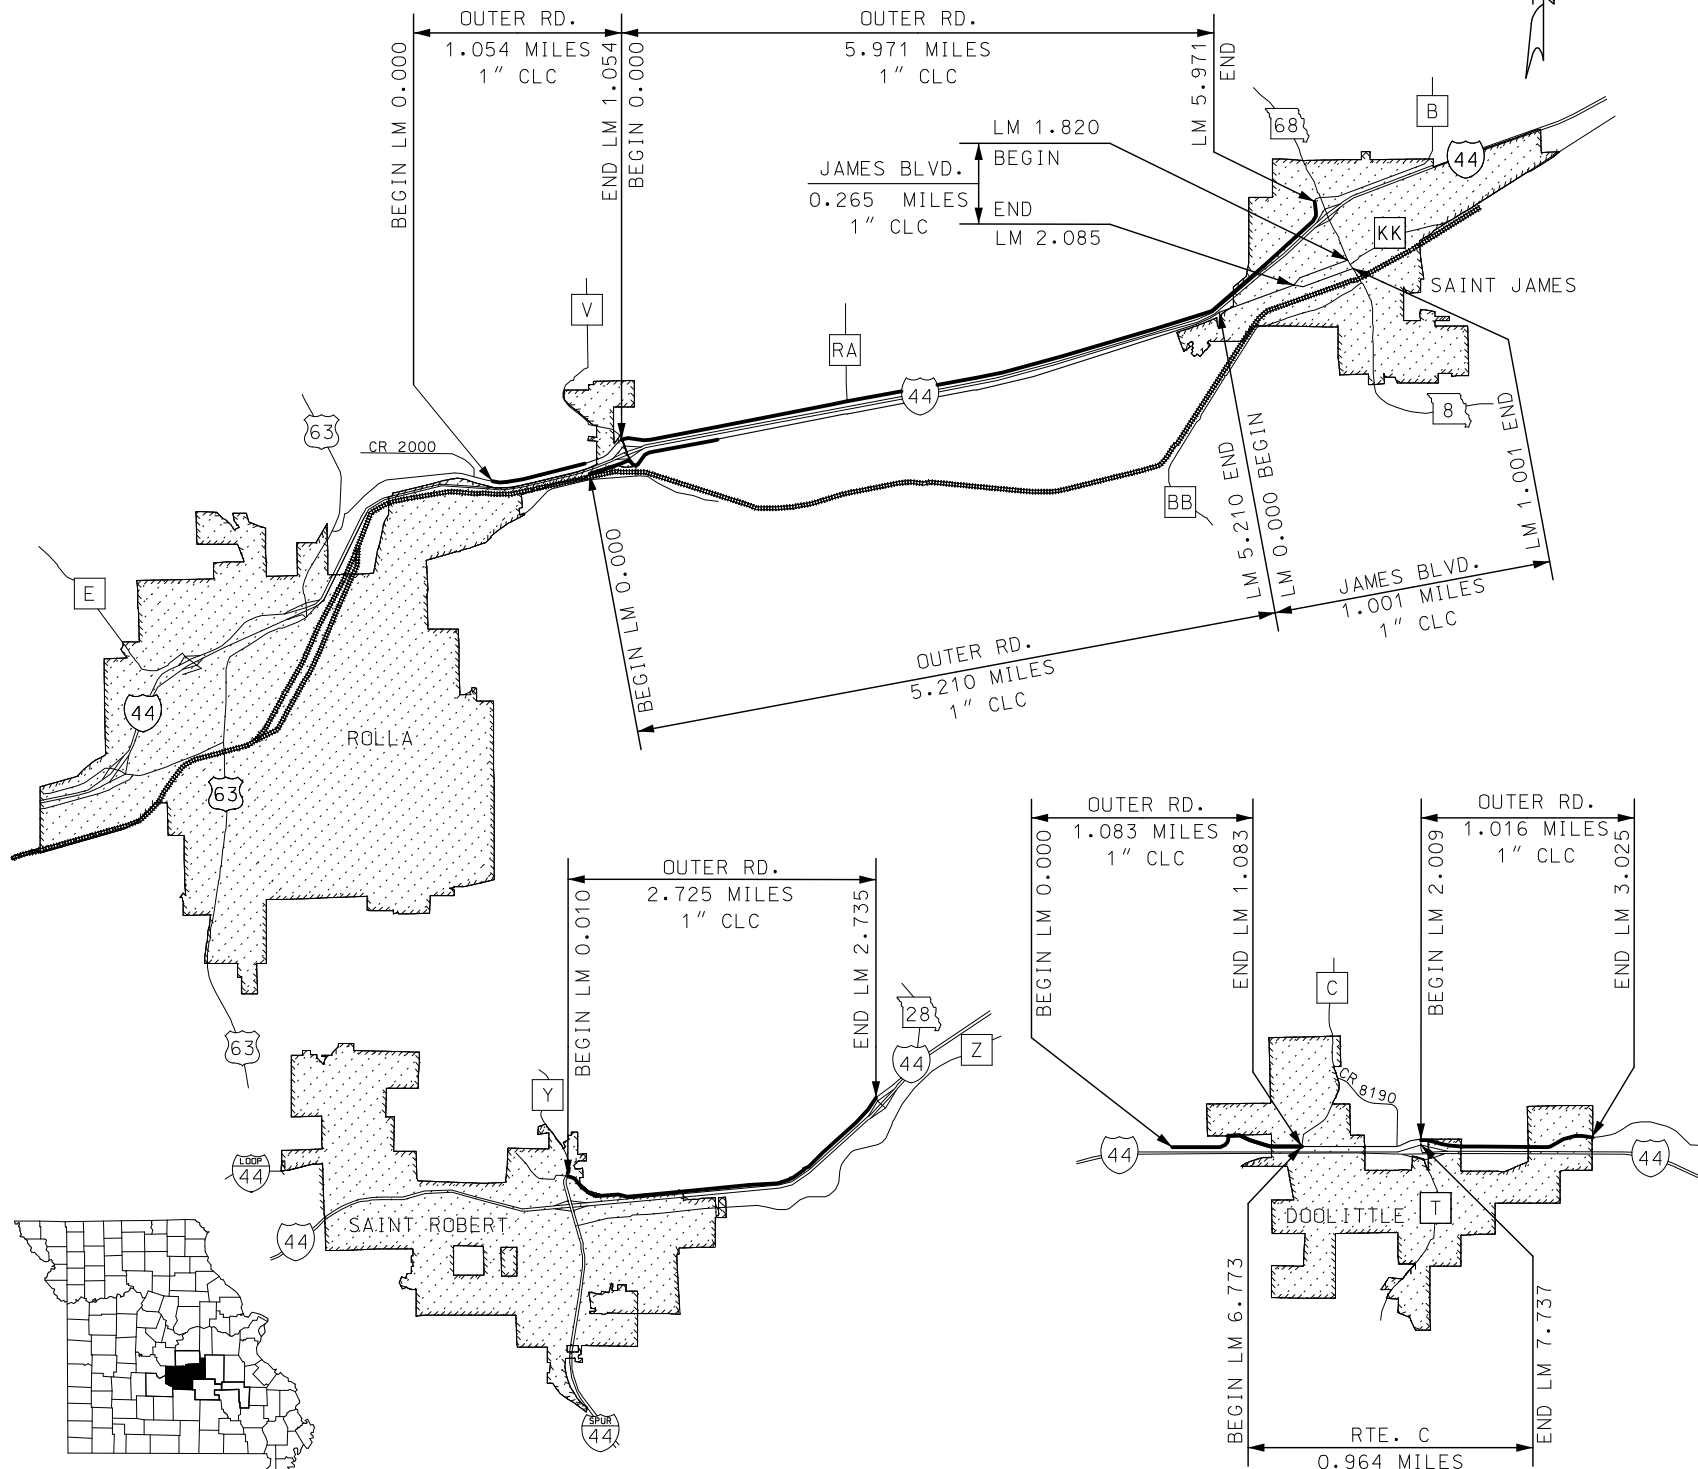 OUTER RD.
1.054 MILES
1" CLC
OUTER RD.
5.971 MILES
1" CLC
BEGIN LM 0.000
END LM 1.054
BEGIN 0.000
LM 5.971
END
LM 1.820
BEGIN
JAMES BLVD.
0.265 MILES
1" CLC
END
LM 2.085
68
B
44
KK
SAINT JAMES
V
RA
44
8
63
CR 2000
BB
E
44
ROLLA
63
63
BEGIN LM 0.000
LM 5.210 END
LM 0.000 BEGIN
LM 1.001 END
JAMES BLVD.
1.001 MILES
1" CLC
OUTER RD.
5.210 MILES
1" CLC
OUTER RD.
2.725 MILES
1" CLC
BEGIN LM 0.010
END LM 2.735
28
44
Z
Y
LOOP
44
44
SAINT ROBERT
SPUR
44
OUTER RD.
1.083 MILES
1" CLC
OUTER RD.
1.016 MILES
1" CLC
BEGIN LM 0.000
END LM 1.083
BEGIN LM 2.009
END LM 3.025
C
CR 8190
44
44
T
DOOLITTLE
BEGIN LM 6.773
END LM 7.737
RTE. C
0.964 MILES